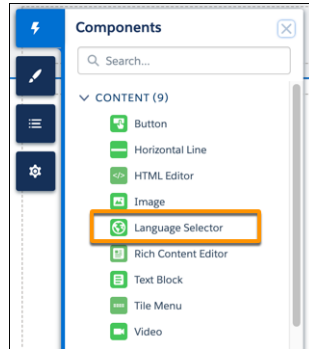 Components
Search...
CONTENT (9)
Button
Horizontal Line
HTML Editor
Image
Language Selector
Rich Content Editor
Text Block
Tile Menu
Video